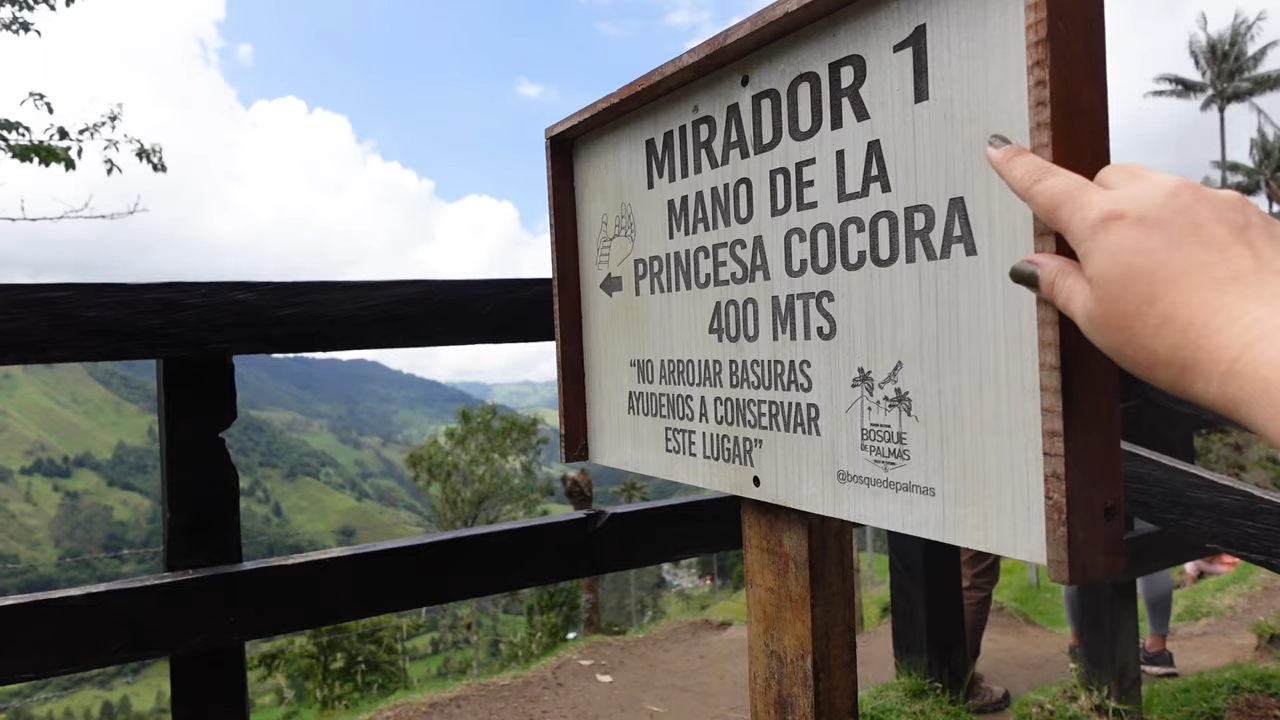 MIRADOR 1
MANO DE LA
PRINCESA COCORA
400 MTS
“NO ARROJAR BASURAS
AYUDENOS A CONSERVAR
ESTE LUGAR”
BOSQUE
DE PALMAS
@bosquedepalmas